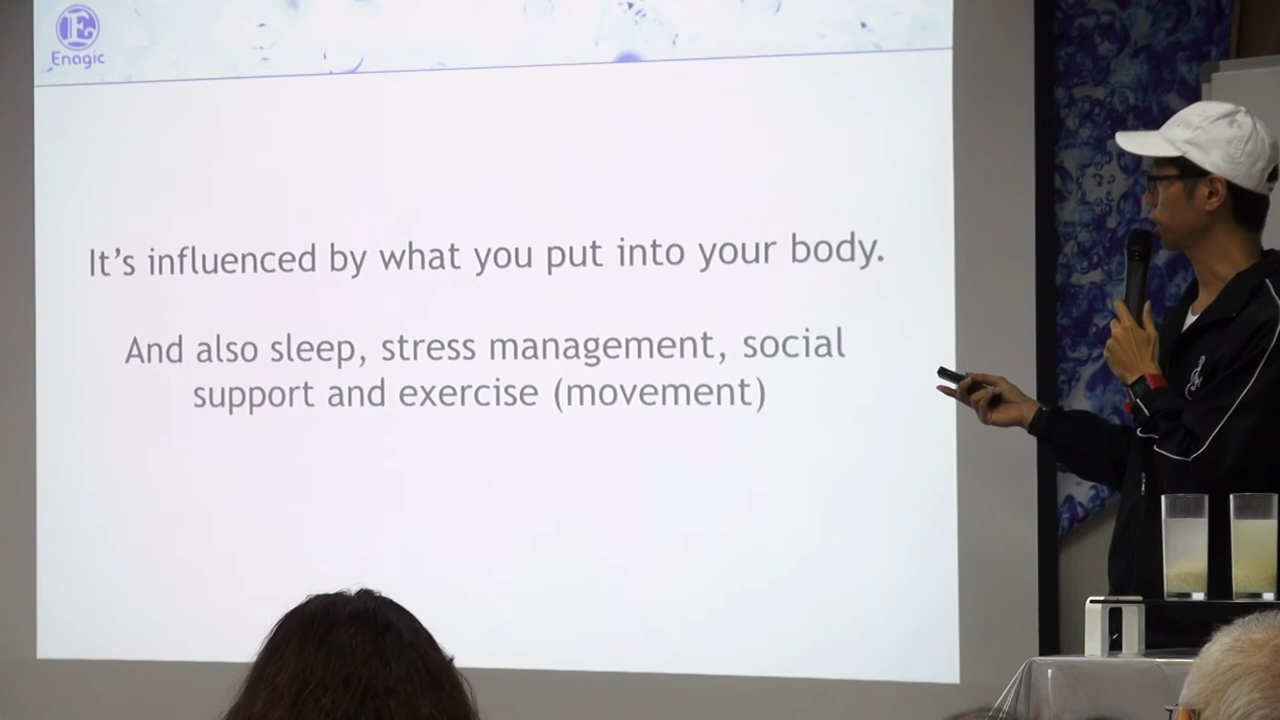 Enagic
It's influenced by what you put into your body.
And also sleep, stress management, social
support and exercise (movement)